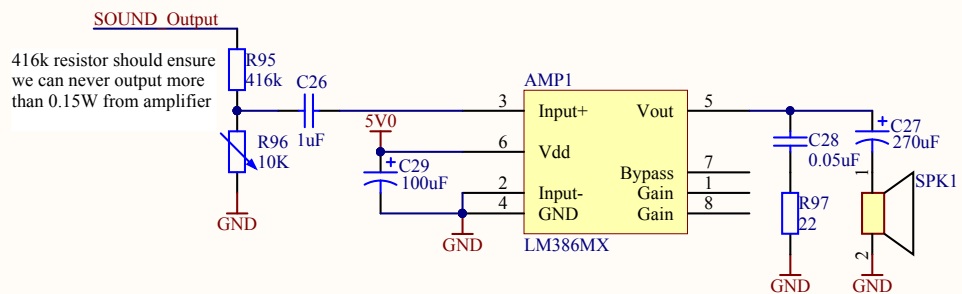 SOUND_Output
416k resistor should ensure
we can never output more
than 0.15W from amplifier
R95
416k
C26
1uF
R96
10K
GND
5V0
C29
100uF
GND
AMP1
3 Input+
6 Vdd
2 Input-
4 GND
Vout 5
Bypass 7
Gain 1
Gain 8
LM386MX
C28
0.05uF
R97
22
GND
C27
270uF
1
SPK1
2
GND